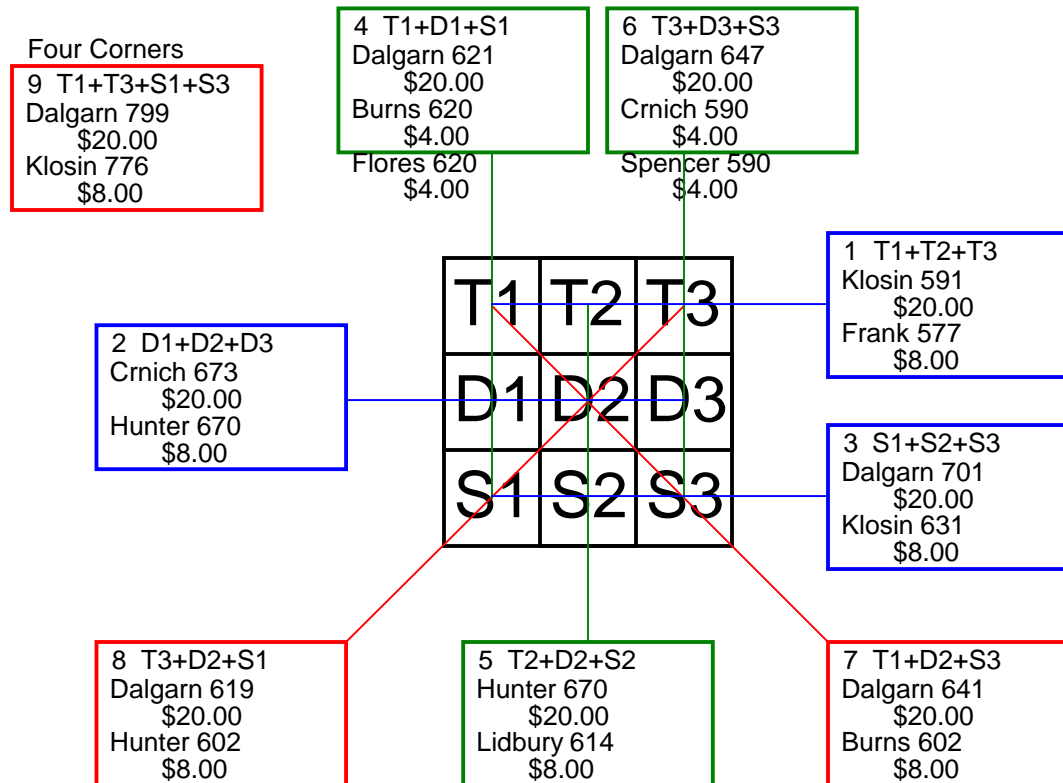 Four Corners
9 T1+T3+S1+S3
Dalgarn 799
$20.00
Klosin 776
$8.00
4 T1+D1+S1
Dalgarn 621
$20.00
Burns 620
$4.00
Flores 620
$4.00
6 T3+D3+S3
Dalgarn 647
$20.00
Crnich 590
$4.00
Spencer 590
$4.00
1 T1+T2+T3
Klosin 591
$20.00
Frank 577
$8.00
2 D1+D2+D3
Crnich 673
$20.00
Hunter 670
$8.00
T1 T2 T3
D1 D2 D3
S1 S2 S3
3 S1+S2+S3
Dalgarn 701
$20.00
Klosin 631
$8.00
8 T3+D2+S1
Dalgarn 619
$20.00
Hunter 602
$8.00
5 T2+D2+S2
Hunter 670
$20.00
Lidbury 614
$8.00
7 T1+D2+S3
Dalgarn 641
$20.00
Burns 602
$8.00